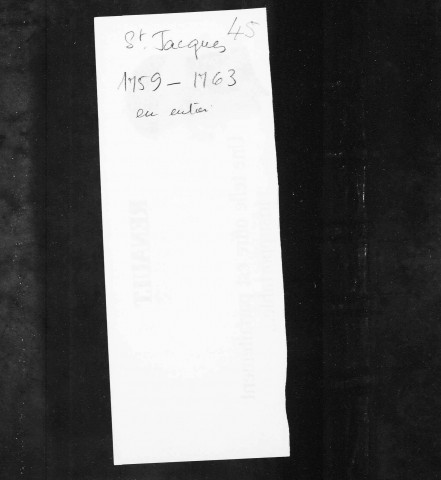 St. Jacques 45
1759 – 1763
en entier